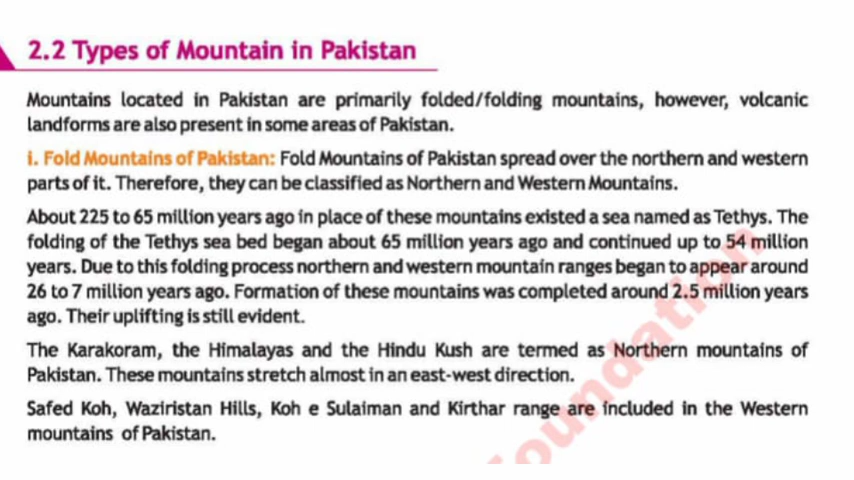 2.2 Types of Mountain in Pakistan
Mountains located in Pakistan are primarily folded/folding mountains, however, volcanic
landforms are also present in some areas of Pakistan.
i. Fold Mountains of Pakistan: Fold Mountains of Pakistan spread over the northern and western
parts of it. Therefore, they can be classified as Northern and Western Mountains.
About 225 to 65 million years ago in place of these mountains existed a sea named as Tethys. The
folding of the Tethys sea bed began about 65 million years ago and continued up to 54 million
years. Due to this folding process northern and western mountain ranges began to appear around
26 to 7 million years ago. Formation of these mountains was completed around 2.5 million years
ago. Their uplifting is still evident.
The Karakoram, the Himalayas and the Hindu Kush are termed as Northern mountains of
Pakistan. These mountains stretch almost in an east-west direction.
Safed Koh, Waziristan Hills, Koh e Sulaiman and Kirthar range are included in the Western
mountains of Pakistan.
Foundation